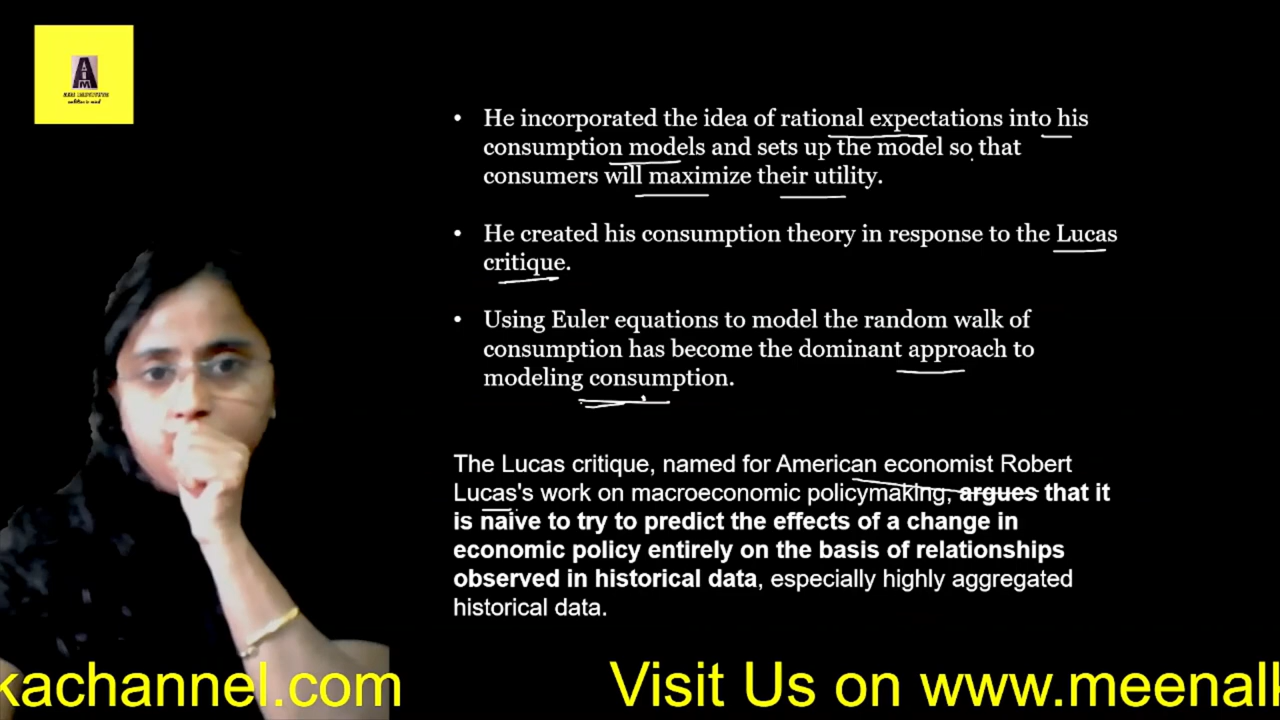 • He incorporated the idea of rational expectations into his
consumption models and sets up the model so that
consumers will maximize their utility.
• He created his consumption theory in response to the Lucas
critique.
• Using Euler equations to model the random walk of
consumption has become the dominant approach to
modeling consumption.
The Lucas critique, named for American economist Robert
Lucas's work on macroeconomic policymaking, argues that it
is naive to try to predict the effects of a change in
economic policy entirely on the basis of relationships
observed in historical data, especially highly aggregated
historical data.
kachannel.com Visit Us on www.meenal